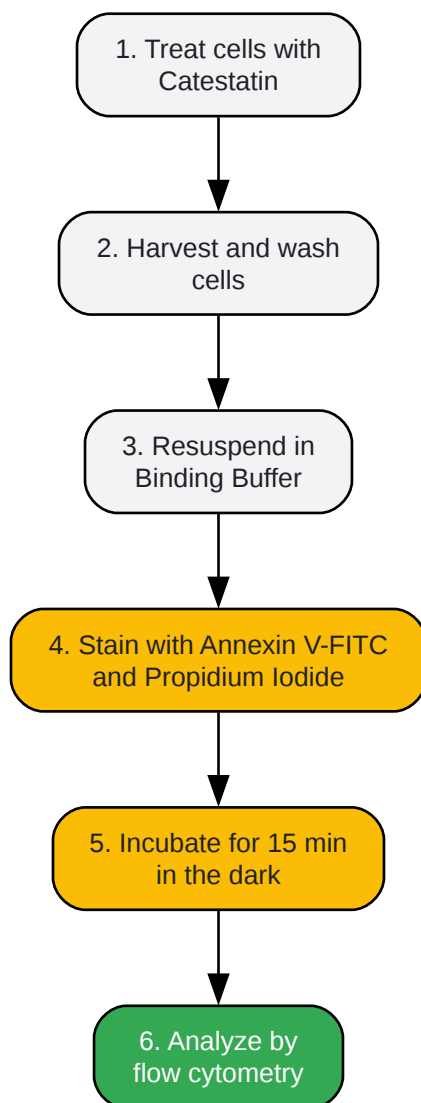 1. Treat cells with
Catestatin
2. Harvest and wash
cells
3. Resuspend in
Binding Buffer
4. Stain with Annexin V-FITC
and Propidium Iodide
5. Incubate for 15 min
in the dark
6. Analyze by
flow cytometry